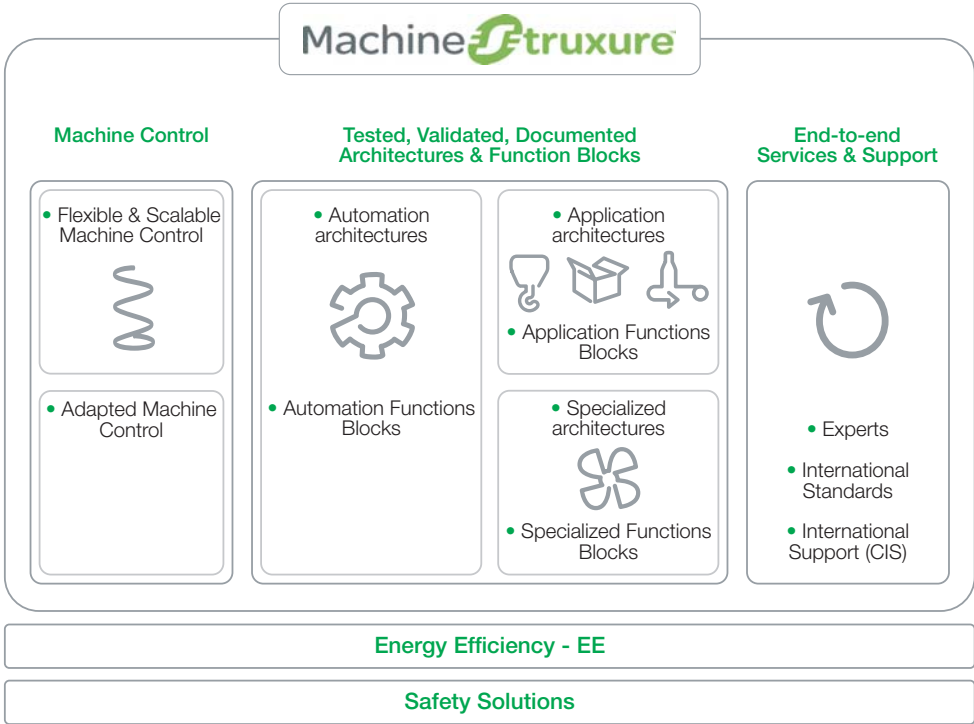 MachineStruxure™
Machine Control
• Flexible & Scalable
Machine Control
• Adapted Machine
Control
Tested, Validated, Documented
Architectures & Function Blocks
• Automation
architectures
• Automation Functions
Blocks
• Application
architectures
• Application Functions
Blocks
• Specialized
architectures
• Specialized Functions
Blocks
End-to-end
Services & Support
• Experts
• International
Standards
• International
Support (CIS)
Energy Efficiency - EE
Safety Solutions